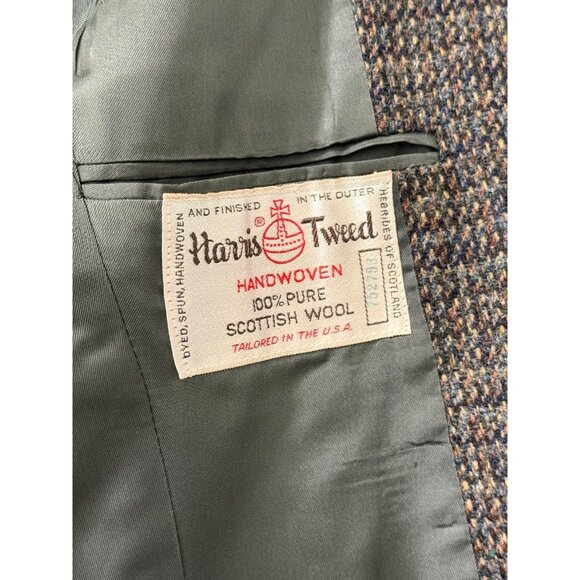 DYED, SPUN, HANDWOVEN
AND FINISHED IN THE OUTER
HEBRIDES OF SCOTLAND
Harris Tweed ®
HANDWOVEN
100% PURE
SCOTTISH WOOL
TAILORED IN THE U.S.A.